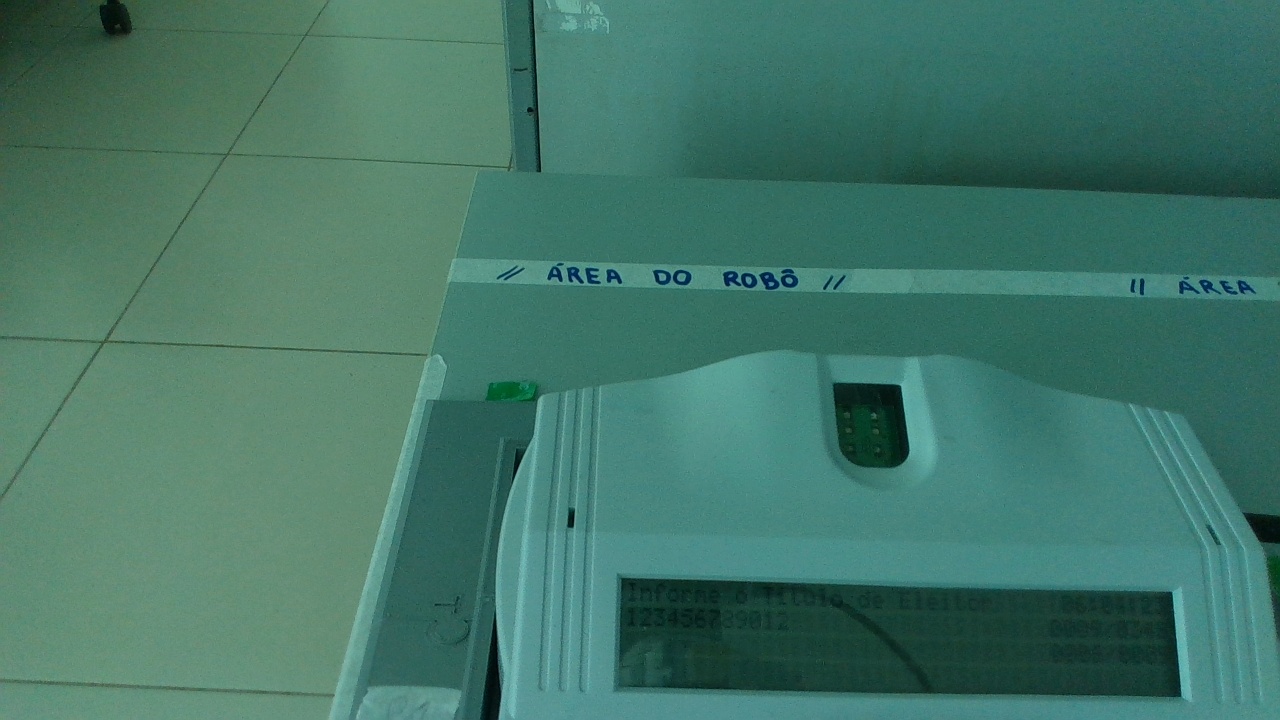 // ÁREA DO ROBÔ // || ÁREA
Informe o Título de Eleitor
123456789012